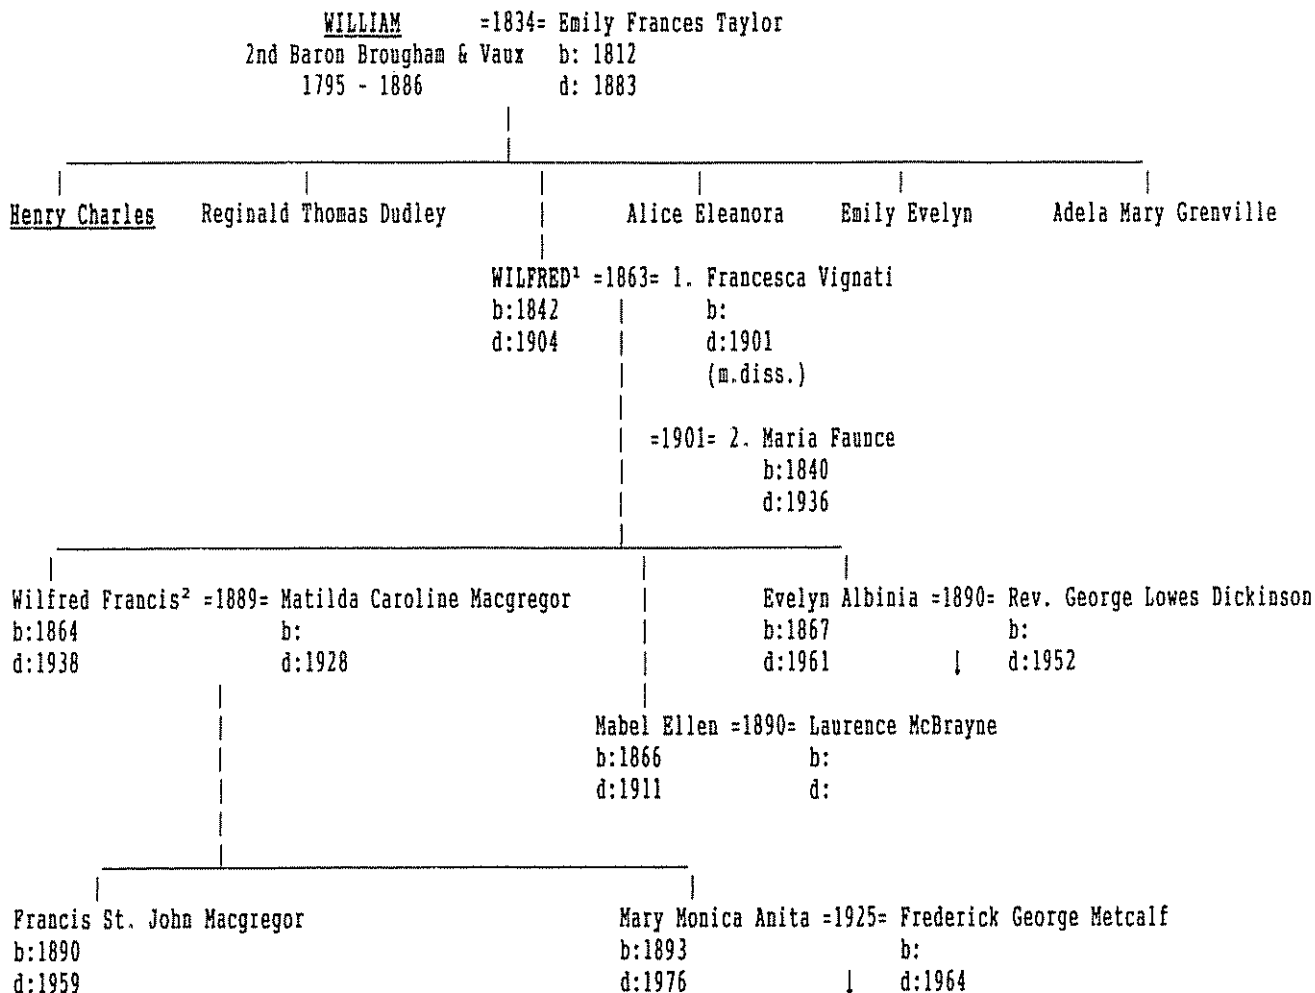 WILLIAM =1834= Emily Frances Taylor
2nd Baron Brougham & Vaux b: 1812
1795 - 1886 d: 1883
Henry Charles Reginald Thomas Dudley Alice Eleanora Emily Evelyn Adela Mary Grenville
WILFRED¹ =1863= 1. Francesca Vignati
b:1842 b:
d:1904 d:1901
(m.diss.)
=1901= 2. Maria Faunce
b:1840
d:1936
Wilfred Francis² =1889= Matilda Caroline Macgregor Evelyn Albinia =1890= Rev. George Lowes Dickinson
b:1864 b: b:1867 b:
d:1938 d:1928 d:1961 ↓ d:1952
Mabel Ellen =1890= Laurence McBrayne
b:1866 b:
d:1911 d:
Francis St. John Macgregor Mary Monica Anita =1925= Frederick George Metcalf
b:1890 b:1893 b:
d:1959 d:1976 ↓ d:1964